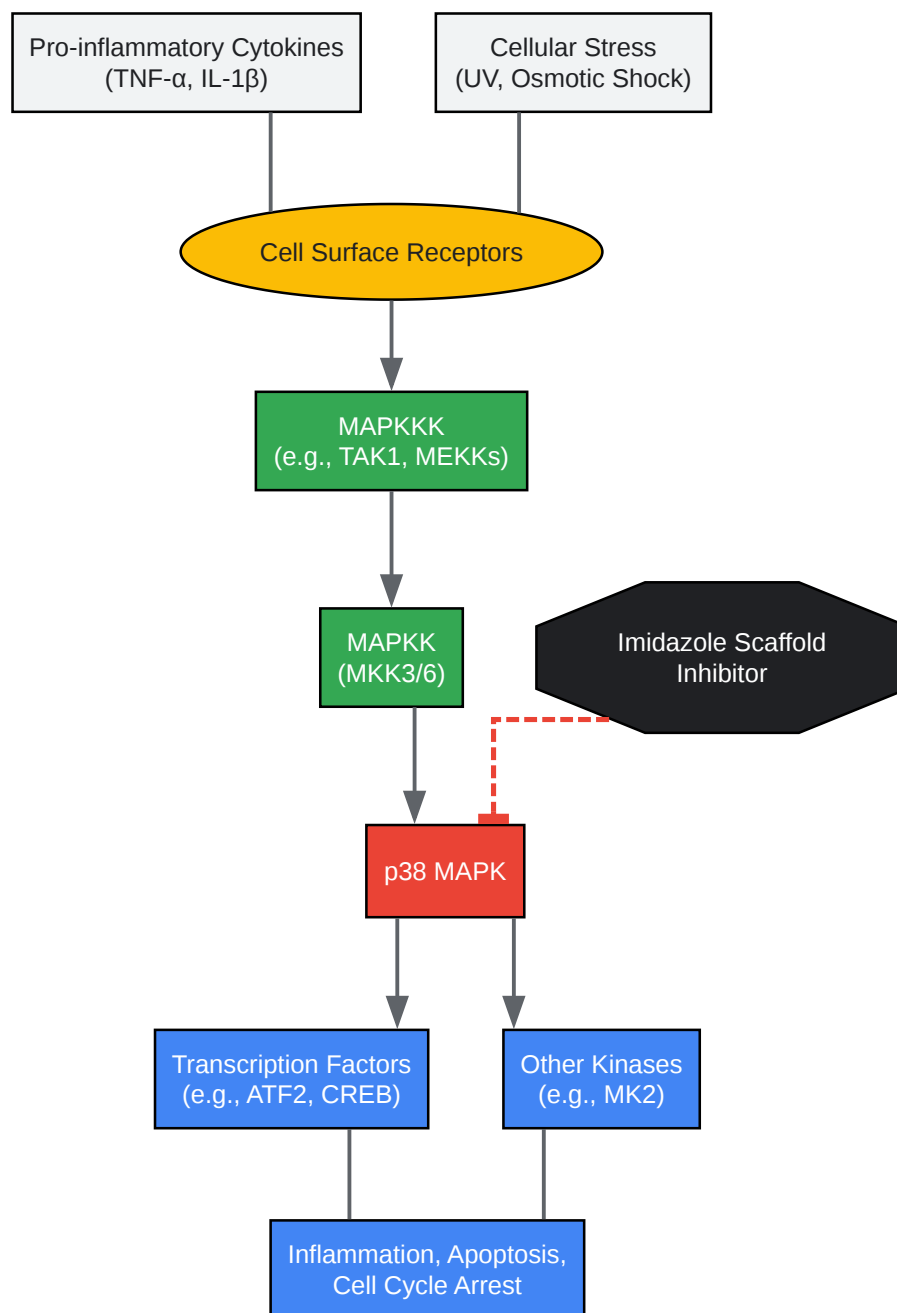 Pro-inflammatory Cytokines
(TNF-α, IL-1β)
Cellular Stress
(UV, Osmotic Shock)
Cell Surface Receptors
MAPKKK
(e.g., TAK1, MEKKs)
MAPKK
(MKK3/6)
Imidazole Scaffold
Inhibitor
p38 MAPK
Transcription Factors
(e.g., ATF2, CREB)
Other Kinases
(e.g., MK2)
Inflammation, Apoptosis,
Cell Cycle Arrest